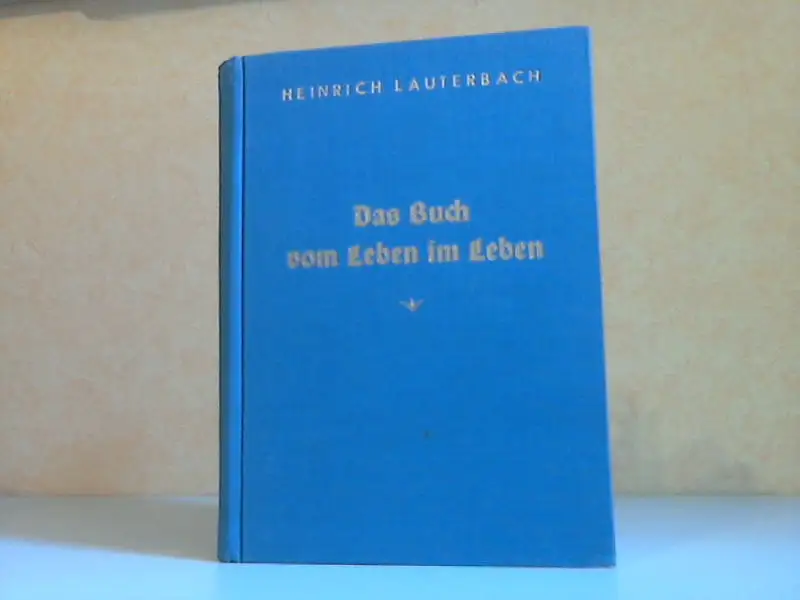 HEINRICH LAUTERBACH
Das Buch
vom Leben im Leben